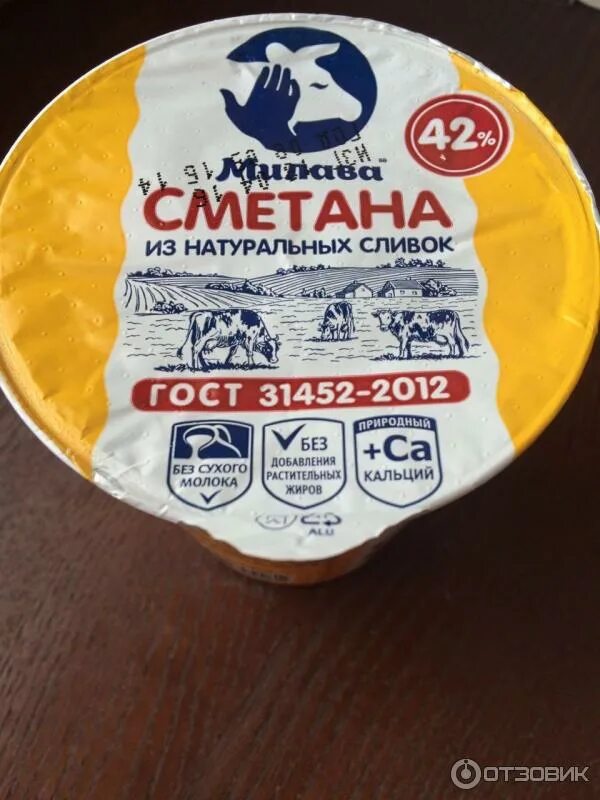 42%
Милава
СМЕТАНА
ИЗ НАТУРАЛЬНЫХ СЛИВОК
ГОСТ 31452-2012
БЕЗ СУХОГО
МОЛОКА
БЕЗ
ДОБАВЛЕНИЯ
РАСТИТЕЛЬНЫХ
ЖИРОВ
ПРИРОДНЫЙ
+Ca
КАЛЬЦИЙ
ALU
ОТЗОВИК